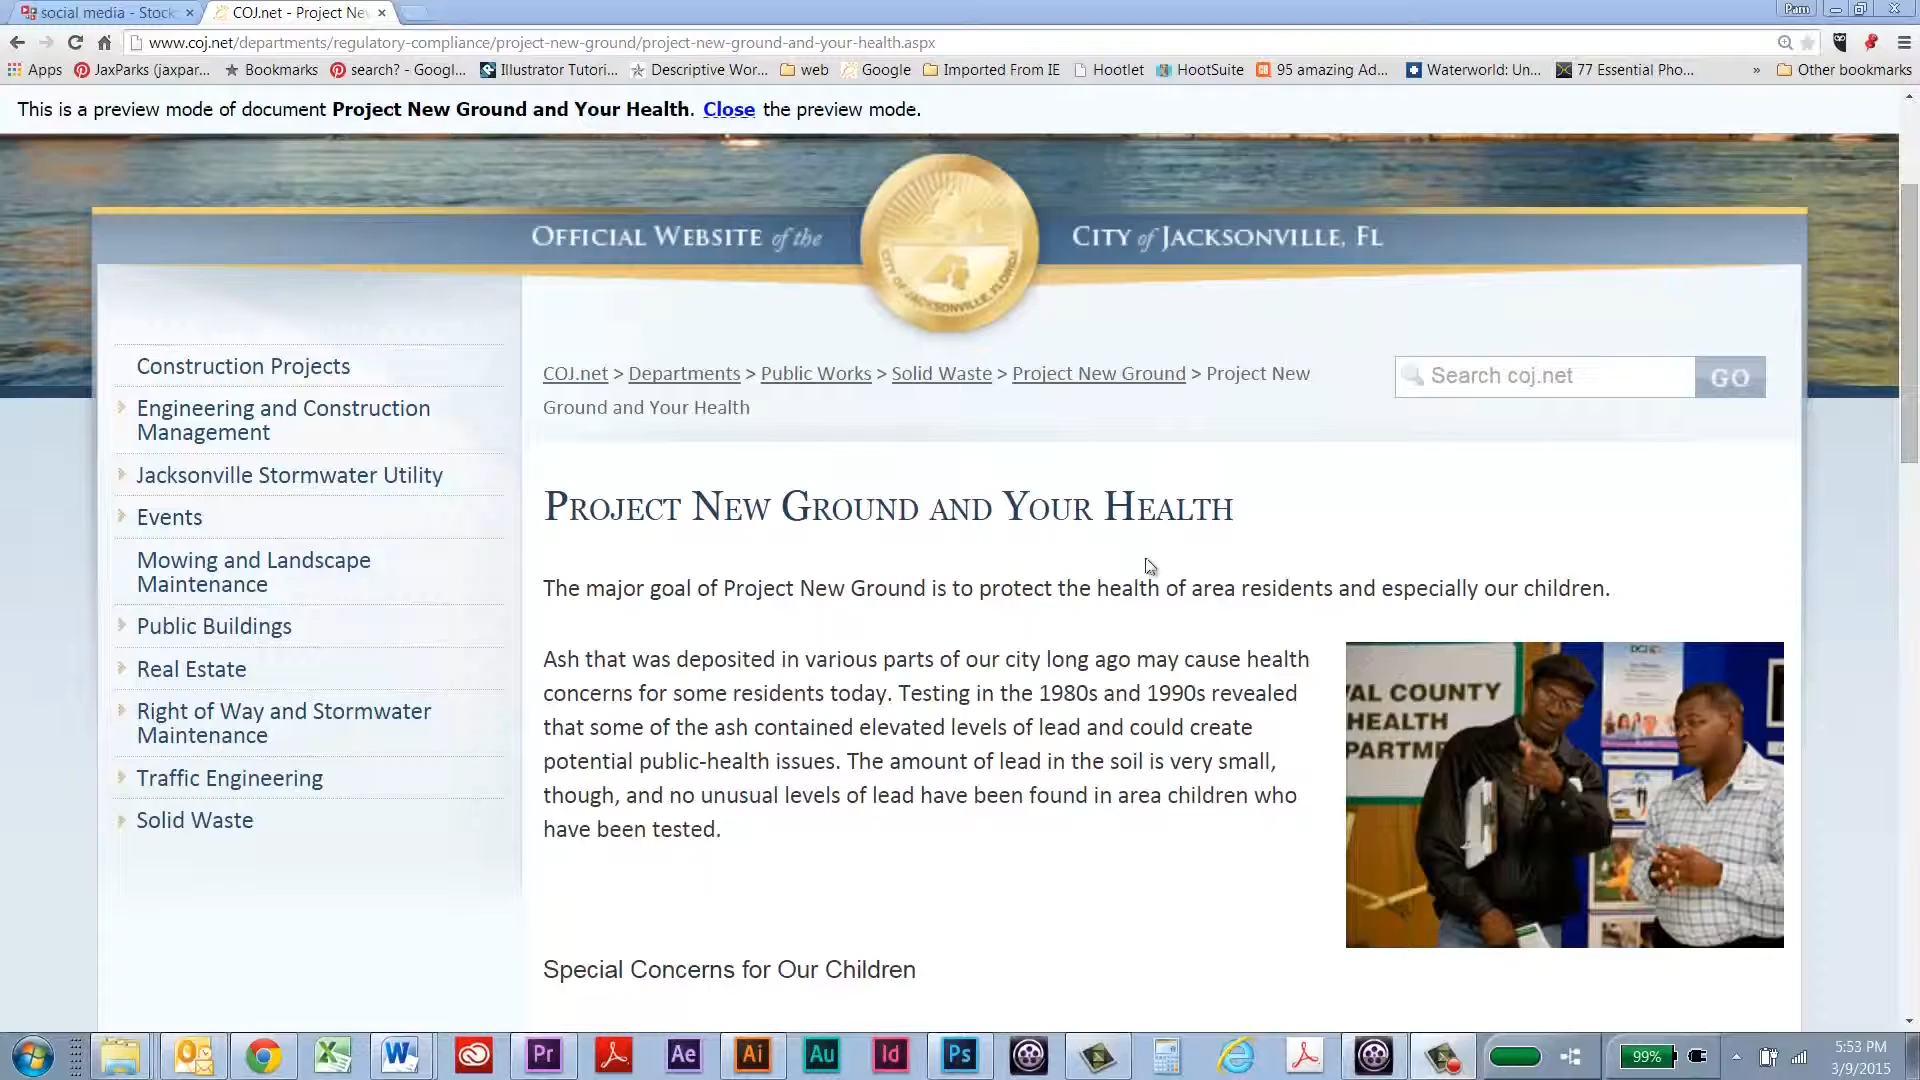 social media - Stock
COJ.net - Project Ne
Pam
www.coj.net/departments/regulatory-compliance/project-new-ground/project-new-ground-and-your-health.aspx
Apps JaxParks (jaxpar... Bookmarks search? - Googl... Illustrator Tutori... Descriptive Wor... web Google Imported From IE Hootlet HootSuite 95 amazing Ad... Waterworld: Un... 77 Essential Pho... » Other bookmarks
This is a preview mode of document Project New Ground and Your Health. Close the preview mode.
Official Website of the City of Jacksonville, FL
CITY OF JACKSONVILLE, FLORIDA
Construction Projects
Engineering and Construction
Management
Jacksonville Stormwater Utility
Events
Mowing and Landscape
Maintenance
Public Buildings
Real Estate
Right of Way and Stormwater
Maintenance
Traffic Engineering
Solid Waste
COJ.net > Departments > Public Works > Solid Waste > Project New Ground > Project New
Ground and Your Health
Search coj.net GO
Project New Ground and Your Health
The major goal of Project New Ground is to protect the health of area residents and especially our children.
Ash that was deposited in various parts of our city long ago may cause health
concerns for some residents today. Testing in the 1980s and 1990s revealed
that some of the ash contained elevated levels of lead and could create
potential public-health issues. The amount of lead in the soil is very small,
though, and no unusual levels of lead have been found in area children who
have been tested.
VAL COUNTY
HEALTH
PARTME
Special Concerns for Our Children
Pr Ae Ai Au Id Ps
99%
5:53 PM
3/9/2015